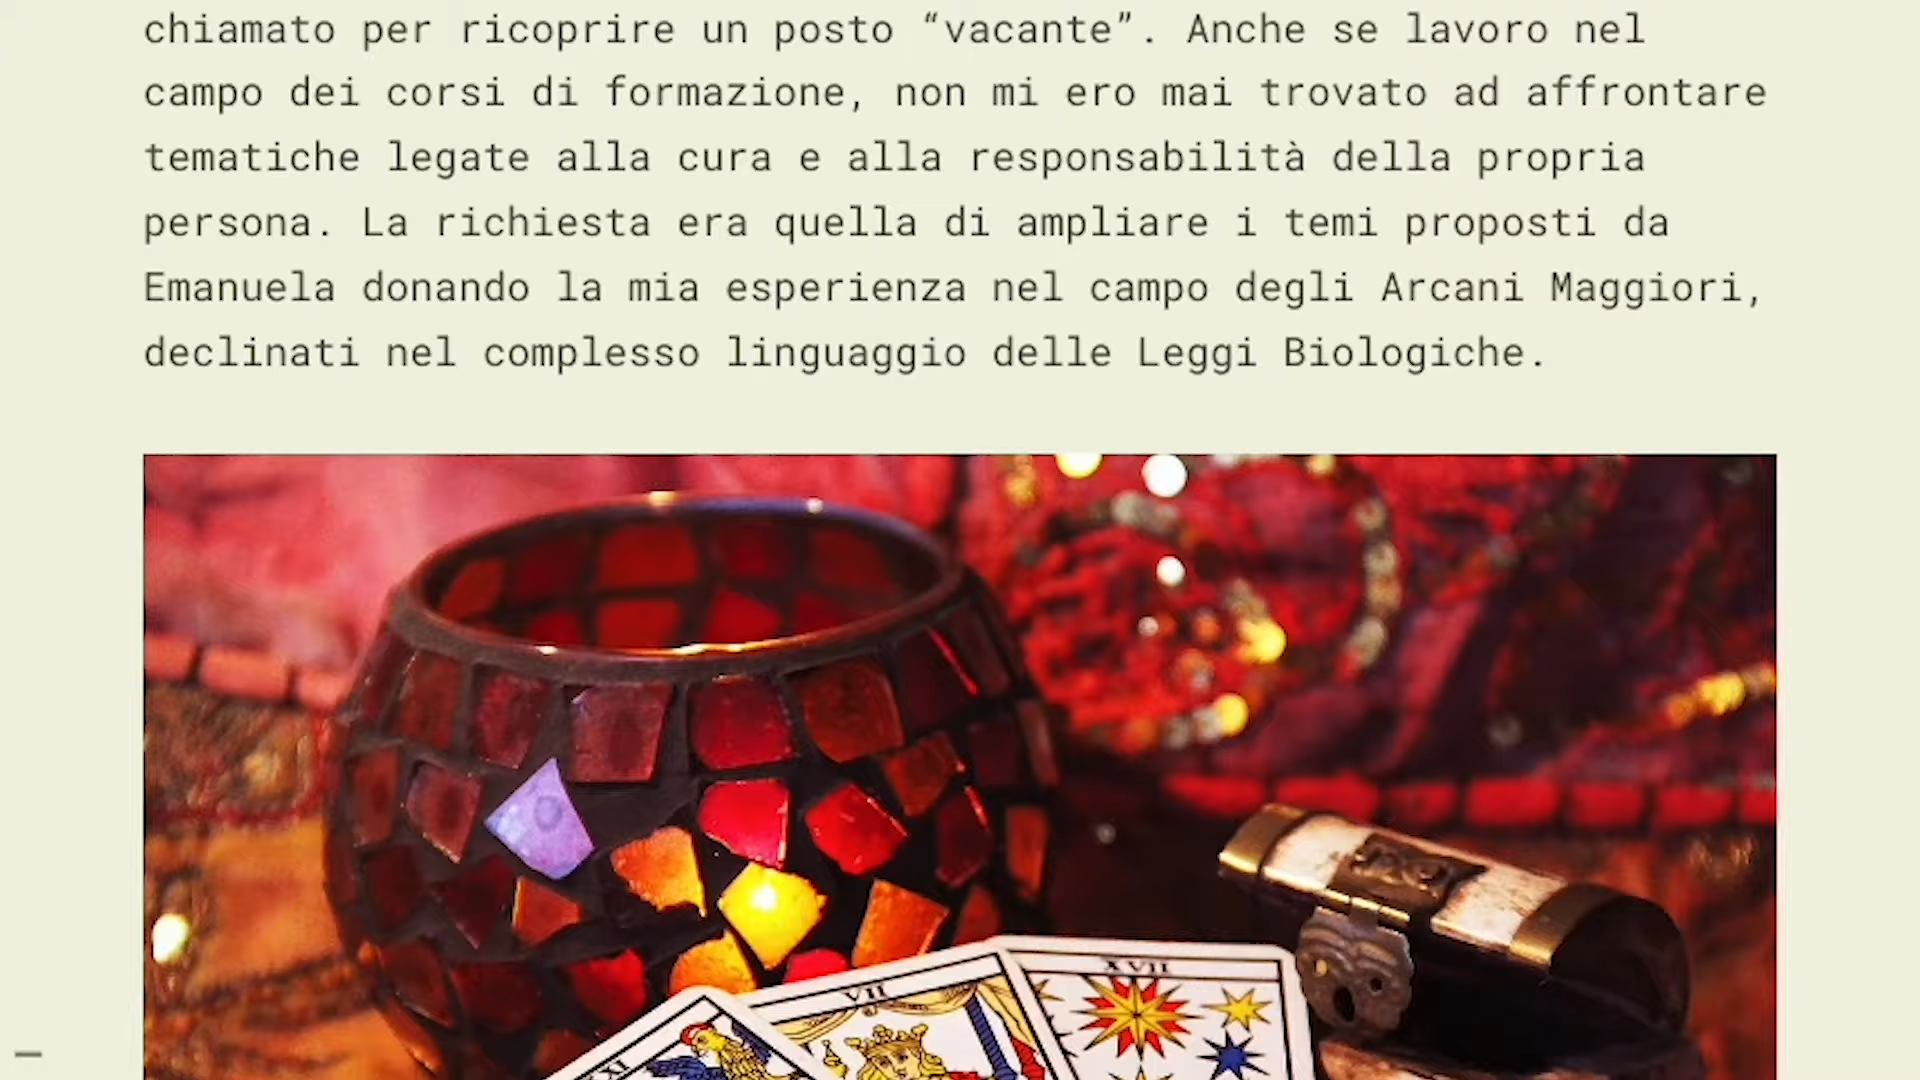 chiamato per ricoprire un posto “vacante”. Anche se lavoro nel
campo dei corsi di formazione, non mi ero mai trovato ad affrontare
tematiche legate alla cura e alla responsabilità della propria
persona. La richiesta era quella di ampliare i temi proposti da
Emanuela donando la mia esperienza nel campo degli Arcani Maggiori,
declinati nel complesso linguaggio delle Leggi Biologiche.
XVII
VII
XXI